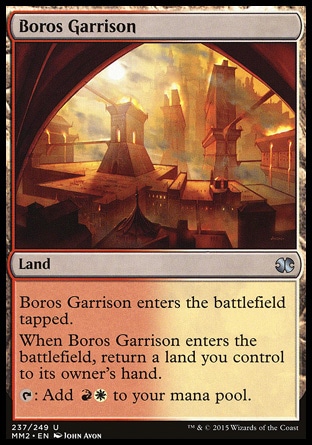 Boros Garrison
Land
Boros Garrison enters the battlefield
tapped.
When Boros Garrison enters the
battlefield, return a land you control
to its owner's hand.
: Add to your mana pool.
237/249 U
MM2 • EN John Avon
™ & © 2015 Wizards of the Coast